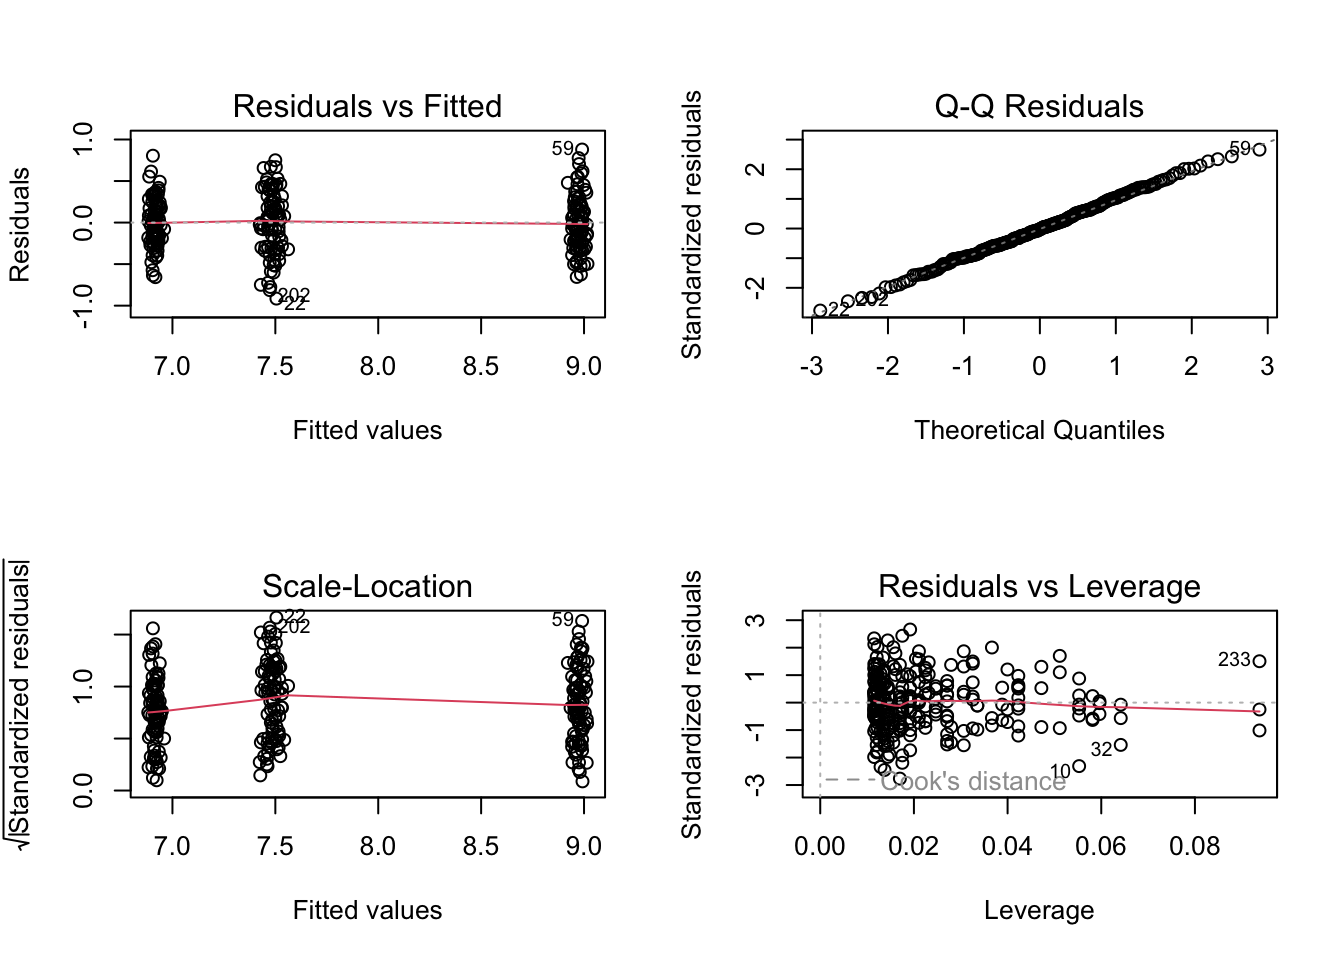 Residuals vs Fitted
Residuals
-1.0 0.0 1.0
59
202
22
7.0 7.5 8.0 8.5 9.0
Fitted values
Q-Q Residuals
Standardized residuals
-2 0 2
59
202
22
-3 -2 -1 0 1 2 3
Theoretical Quantiles
Scale-Location
√|Standardized residuals|
0.0 1.0
22
202
59
7.0 7.5 8.0 8.5 9.0
Fitted values
Residuals vs Leverage
Standardized residuals
-3 -1 1 3
233
32
10
Cook's distance
0.00 0.02 0.04 0.06 0.08
Leverage